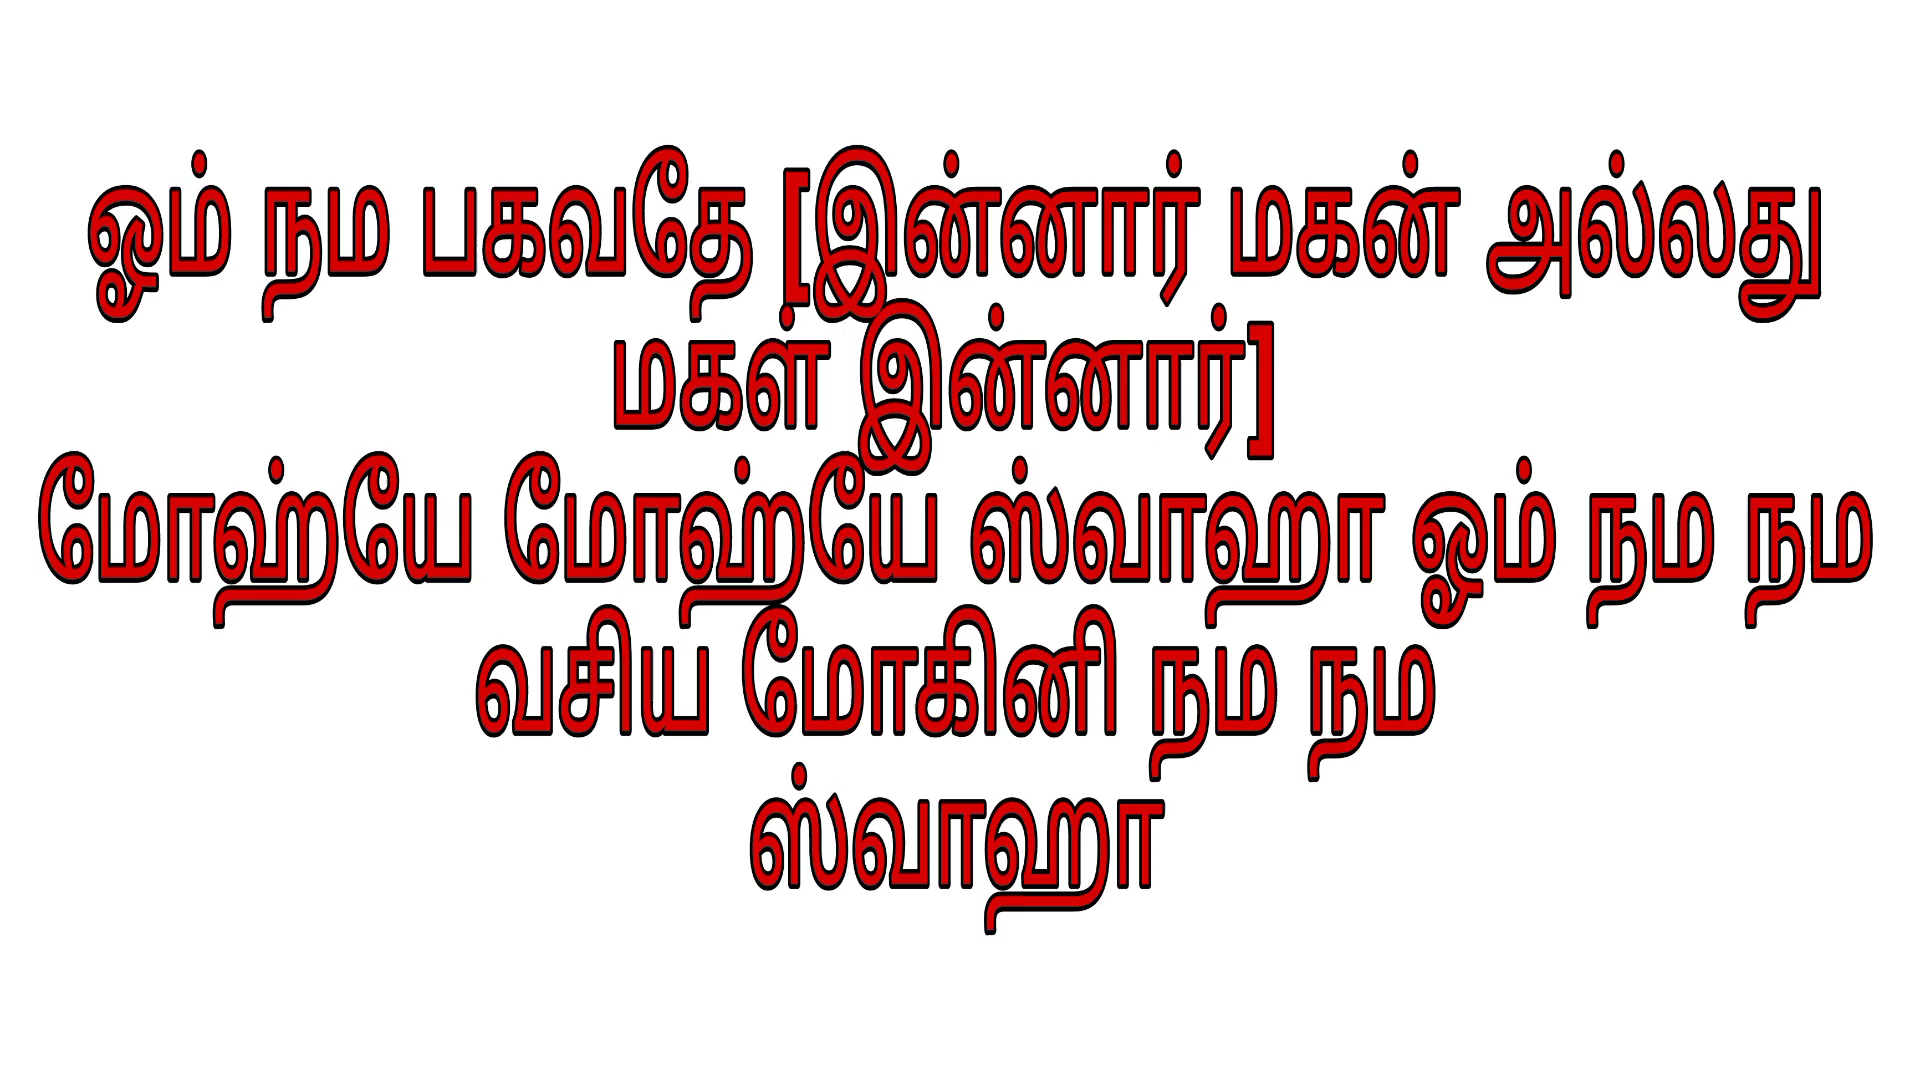 ஓம் நம பகவதே [இன்னார் மகன் அல்லது
மகள் இன்னார்]
மோஹ்யே மோஹ்யே ஸ்வாஹா ஓம் நம நம
வசிய மோகினி நம நம
ஸ்வாஹா